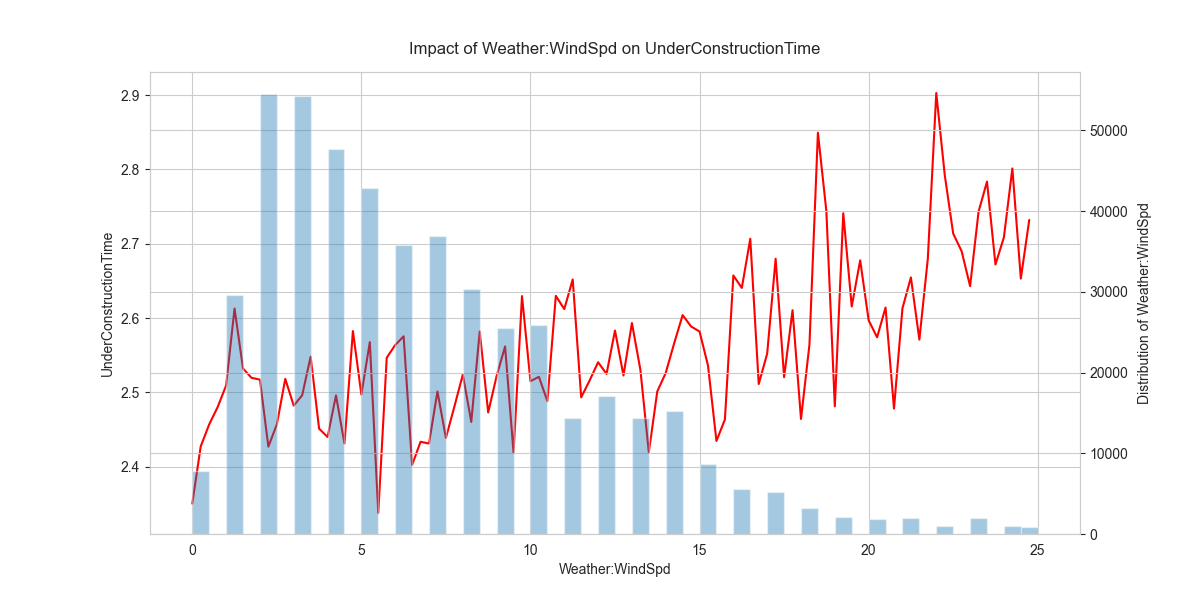 Impact of Weather:WindSpd on UnderConstructionTime
2.9
2.8
2.7
2.6
2.5
2.4
UnderConstructionTime
50000
40000
30000
20000
10000
0
Distribution of Weather:WindSpd
0 5 10 15 20 25
Weather:WindSpd